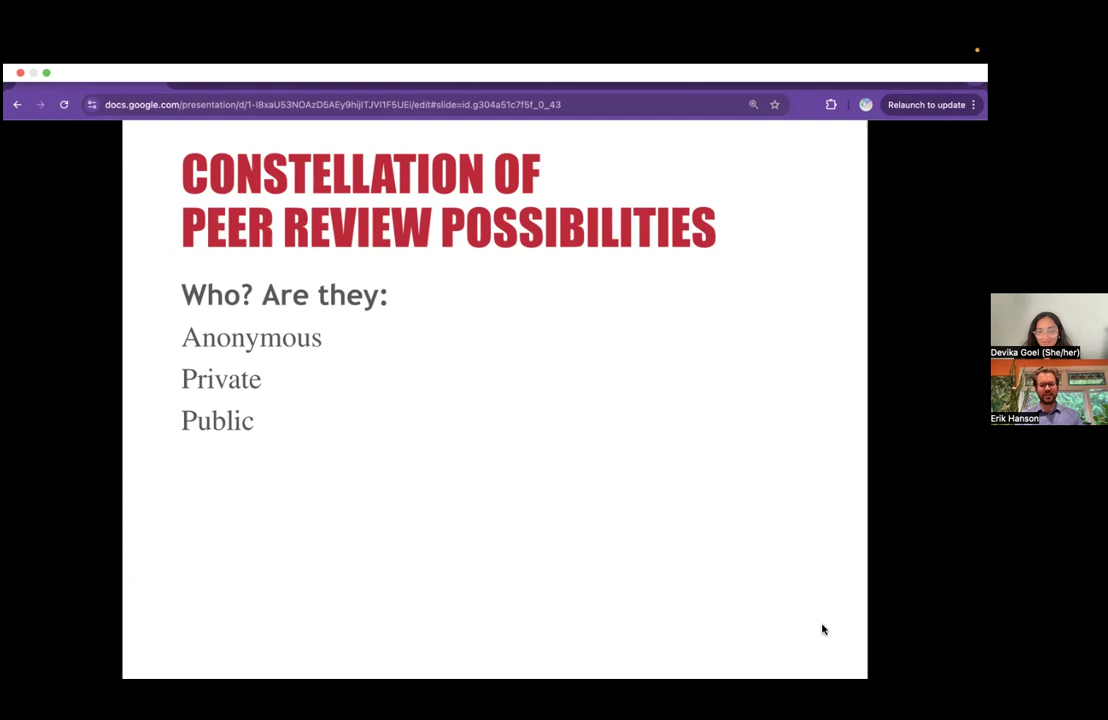 docs.google.com/presentation/d/1-I8xaU53NOAzD5AEy9hijlTJVl1F5UEi/edit#slide=id.g304a51c7f5f_0_43
Relaunch to update
CONSTELLATION OF
PEER REVIEW POSSIBILITIES
Who? Are they:
Anonymous
Private
Public
Devika Goel (She/her)
Erik Hanson